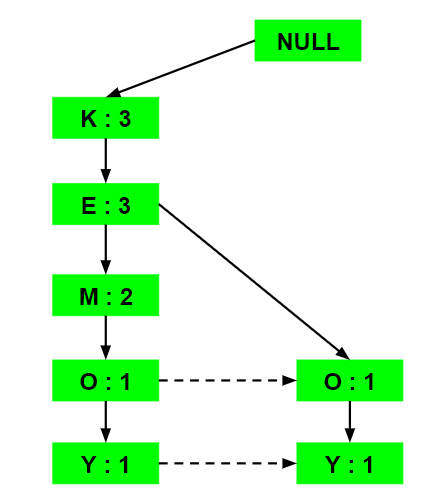 NULL
K : 3
E : 3
M : 2
O : 1
O : 1
Y : 1
Y : 1